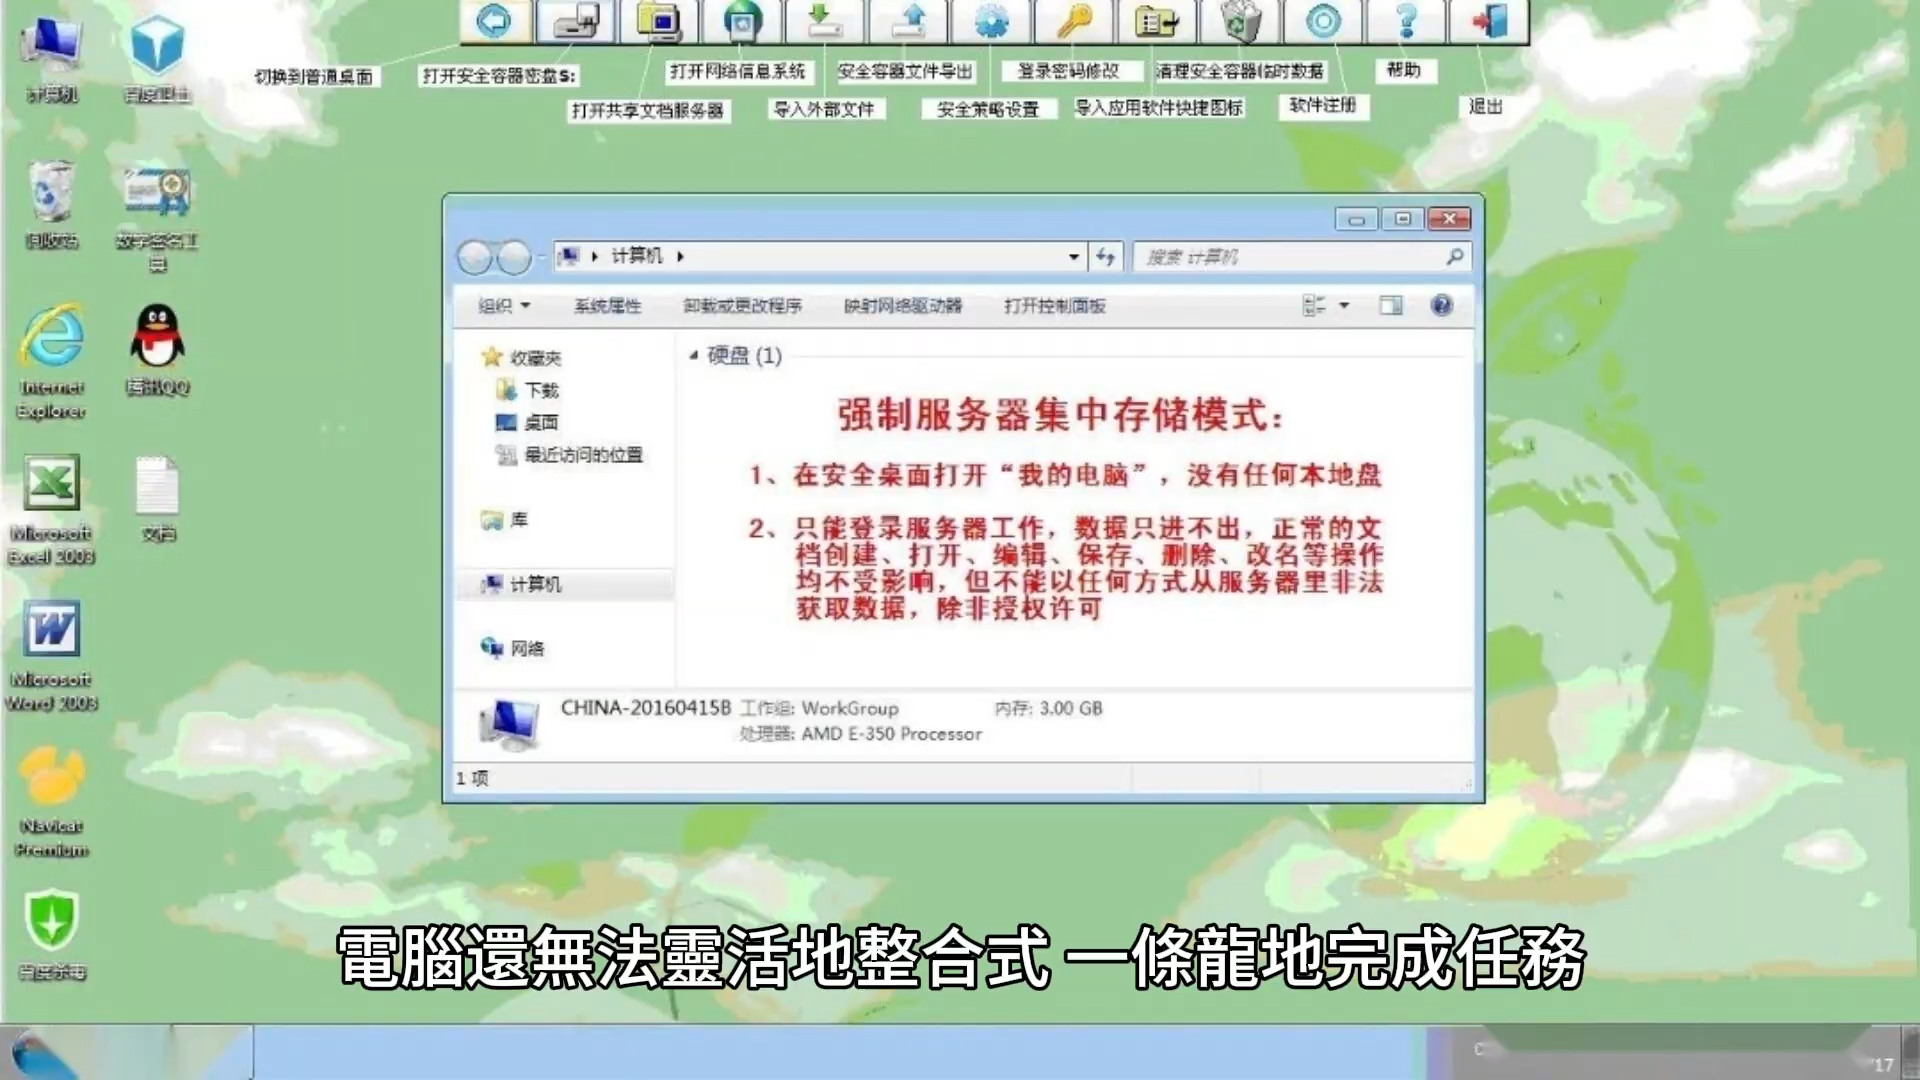 切换到普通桌面
打开安全容器密盘S:
打开网络信息系统
安全容器文件导出
登录密码修改
清理安全容器临时数据
帮助
打开共享文档服务器
导入外部文件
安全策略设置
导入应用软件快捷图标
软件注册
退出
计算机
百度卫士
回收站
数字签名工具
Internet Explorer
腾讯QQ
Microsoft Excel 2003
文档
Microsoft Word 2003
Navicat Premium
百度杀毒
计算机
搜索 计算机
组织
系统属性
卸载或更改程序
映射网络驱动器
打开控制面板
收藏夹
下载
桌面
最近访问的位置
库
计算机
网络
硬盘 (1)
强制服务器集中存储模式:
1、在安全桌面打开“我的电脑”,没有任何本地盘
2、只能登录服务器工作,数据只进不出,正常的文
档创建、打开、编辑、保存、删除、改名等操作
均不受影响,但不能以任何方式从服务器里非法
获取数据,除非授权许可
CHINA-20160415B 工作组: WorkGroup 内存: 3.00 GB
处理器: AMD E-350 Processor
1 项
電腦還無法靈活地整合式 一條龍地完成任務